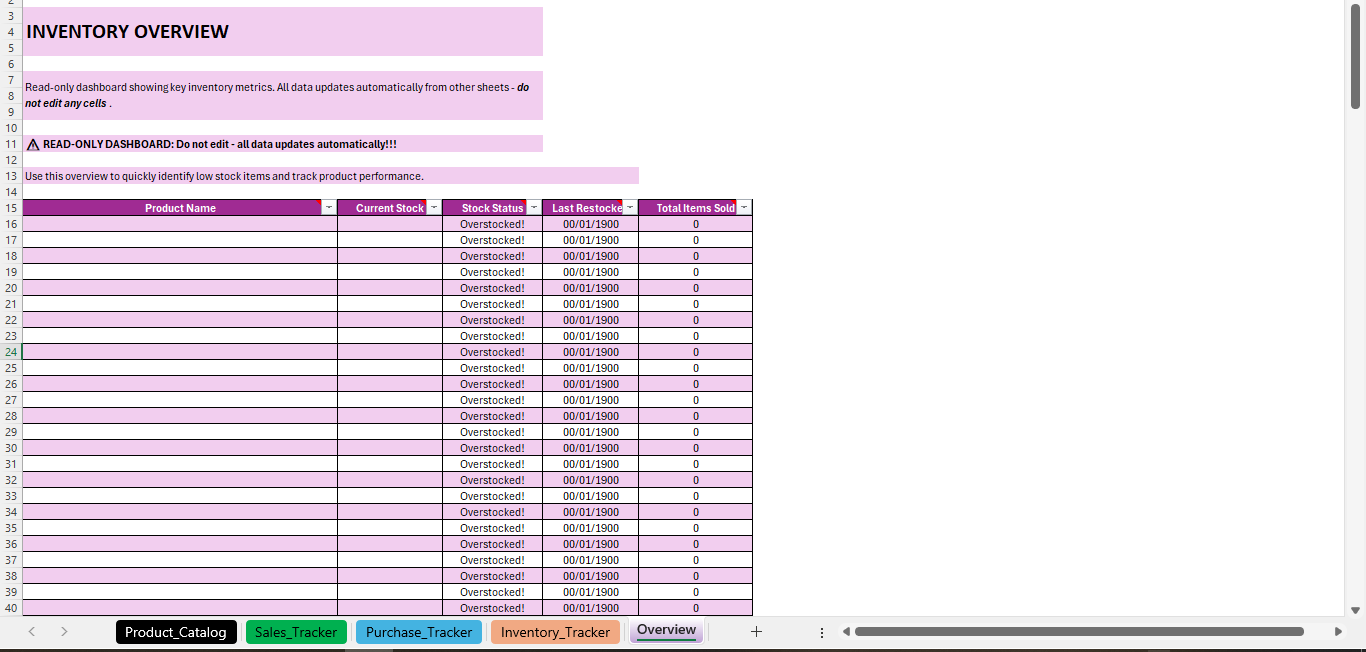 2
3
4 INVENTORY OVERVIEW
5
6
7 Read-only dashboard showing key inventory metrics. All data updates automatically from other sheets - do
8
9 not edit any cells .
10
11 ⚠ READ-ONLY DASHBOARD: Do not edit - all data updates automatically!!!
12
13 Use this overview to quickly identify low stock items and track product performance.
14
15 Product Name Current Stock Stock Status Last Restocke Total Items Sold
16 Overstocked! 00/01/1900 0
17 Overstocked! 00/01/1900 0
18 Overstocked! 00/01/1900 0
19 Overstocked! 00/01/1900 0
20 Overstocked! 00/01/1900 0
21 Overstocked! 00/01/1900 0
22 Overstocked! 00/01/1900 0
23 Overstocked! 00/01/1900 0
24 Overstocked! 00/01/1900 0
25 Overstocked! 00/01/1900 0
26 Overstocked! 00/01/1900 0
27 Overstocked! 00/01/1900 0
28 Overstocked! 00/01/1900 0
29 Overstocked! 00/01/1900 0
30 Overstocked! 00/01/1900 0
31 Overstocked! 00/01/1900 0
32 Overstocked! 00/01/1900 0
33 Overstocked! 00/01/1900 0
34 Overstocked! 00/01/1900 0
35 Overstocked! 00/01/1900 0
36 Overstocked! 00/01/1900 0
37 Overstocked! 00/01/1900 0
38 Overstocked! 00/01/1900 0
39 Overstocked! 00/01/1900 0
40 Overstocked! 00/01/1900 0
Product_Catalog Sales_Tracker Purchase_Tracker Inventory_Tracker Overview